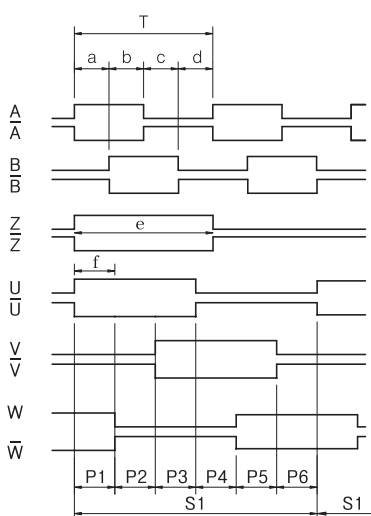 T
a b c d
A
A̅
B
B̅
Z
Z̅
e
f
U
U̅
V
V̅
W
W̅
P1 P2 P3 P4 P5 P6
S1 S1